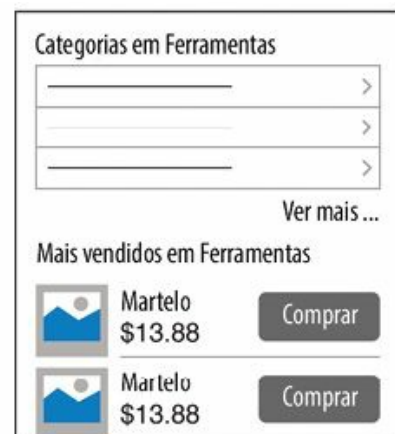 Categorias em Ferramentas
Ver mais ...
Mais vendidos em Ferramentas
Martelo
$13.88
Comprar
Martelo
$13.88
Comprar